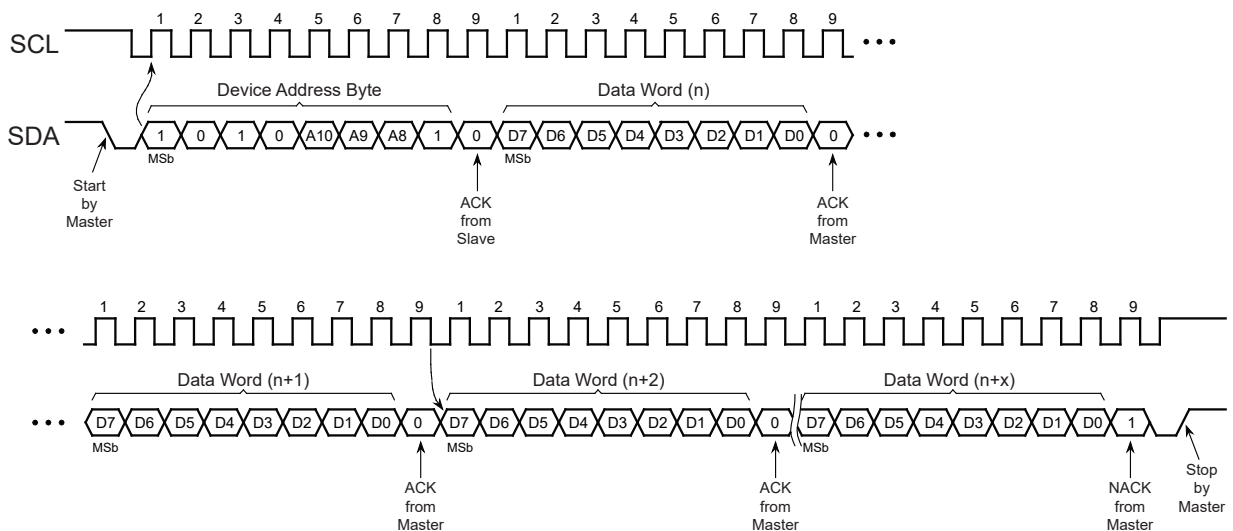 1 2 3 4 5 6 7 8 9 1 2 3 4 5 6 7 8 9
SCL
Device Address Byte
Data Word (n)
SDA
1 0 1 0 A10 A9 A8 1 0 D7 D6 D5 D4 D3 D2 D1 D0 0
MSb
MSb
Start
by
Master
ACK
from
Slave
ACK
from
Master
1 2 3 4 5 6 7 8 9 1 2 3 4 5 6 7 8 9 1 2 3 4 5 6 7 8 9
Data Word (n+1)
Data Word (n+2)
Data Word (n+x)
D7 D6 D5 D4 D3 D2 D1 D0 0 D7 D6 D5 D4 D3 D2 D1 D0 0 D7 D6 D5 D4 D3 D2 D1 D0 1
MSb
MSb
MSb
ACK
from
Master
ACK
from
Master
NACK
from
Master
Stop
by
Master